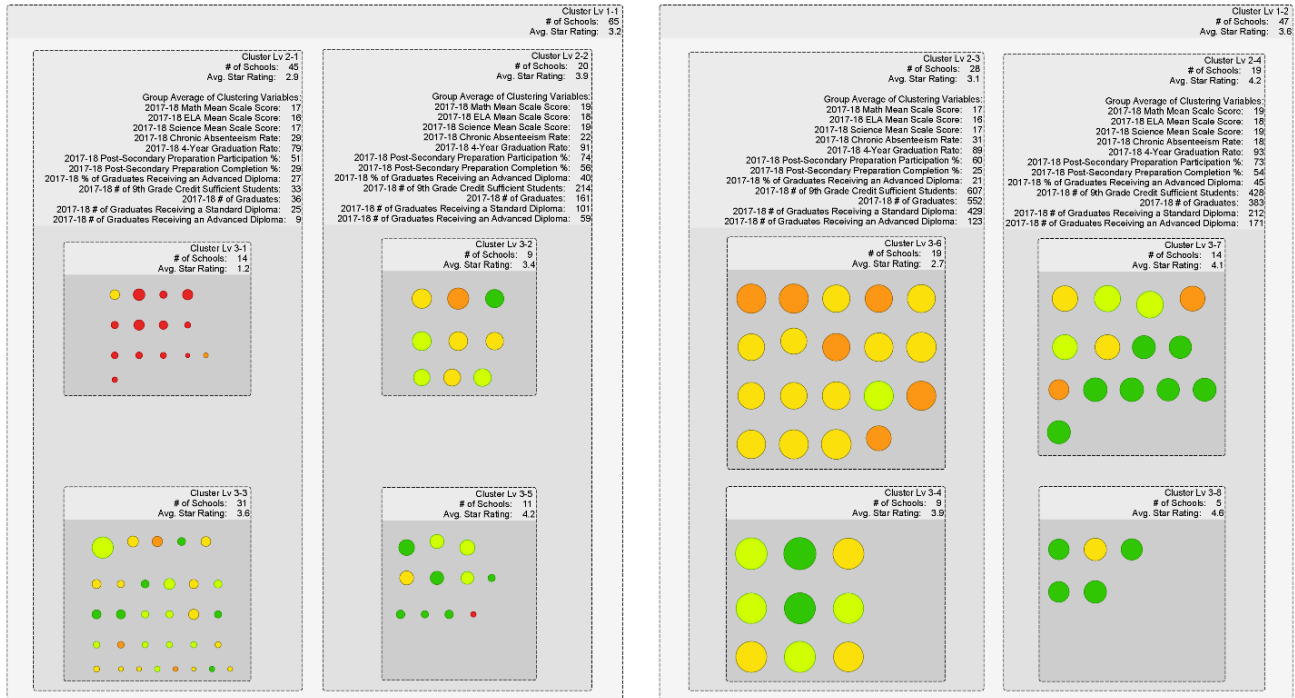 Cluster Lv 1-1
# of Schools: 65
Avg. Star Rating: 3.2
Cluster Lv 2-1
# of Schools: 45
Avg. Star Rating: 2.9
Group Average of Clustering Variables:
2017-18 Math Mean Scale Score: 17
2017-18 ELA Mean Scale Score: 16
2017-18 Science Mean Scale Score: 17
2017-18 Chronic Absenteeism Rate: 29
2017-18 4-Year Graduation Rate: 79
2017-18 Post-Secondary Preparation Participation %: 51
2017-18 Post-Secondary Preparation Completion %: 29
2017-18 % of Graduates Receiving an Advanced Diploma: 27
2017-18 # of 9th Grade Credit Sufficient Students: 33
2017-18 # of Graduates: 36
2017-18 # of Graduates Receiving a Standard Diploma: 25
2017-18 # of Graduates Receiving an Advanced Diploma: 9
Cluster Lv 3-1
# of Schools: 14
Avg. Star Rating: 1.2
Cluster Lv 3-3
# of Schools: 31
Avg. Star Rating: 3.6
Cluster Lv 2-2
# of Schools: 20
Avg. Star Rating: 3.9
Group Average of Clustering Variables:
2017-18 Math Mean Scale Score: 19
2017-18 ELA Mean Scale Score: 18
2017-18 Science Mean Scale Score: 19
2017-18 Chronic Absenteeism Rate: 22
2017-18 4-Year Graduation Rate: 91
2017-18 Post-Secondary Preparation Participation %: 74
2017-18 Post-Secondary Preparation Completion %: 56
2017-18 % of Graduates Receiving an Advanced Diploma: 40
2017-18 # of 9th Grade Credit Sufficient Students: 214
2017-18 # of Graduates: 161
2017-18 # of Graduates Receiving a Standard Diploma: 101
2017-18 # of Graduates Receiving an Advanced Diploma: 59
Cluster Lv 3-2
# of Schools: 9
Avg. Star Rating: 3.4
Cluster Lv 3-5
# of Schools: 11
Avg. Star Rating: 4.2
Cluster Lv 1-2
# of Schools: 47
Avg. Star Rating: 3.6
Cluster Lv 2-3
# of Schools: 28
Avg. Star Rating: 3.1
Group Average of Clustering Variables:
2017-18 Math Mean Scale Score: 17
2017-18 ELA Mean Scale Score: 16
2017-18 Science Mean Scale Score: 17
2017-18 Chronic Absenteeism Rate: 31
2017-18 4-Year Graduation Rate: 89
2017-18 Post-Secondary Preparation Participation %: 60
2017-18 Post-Secondary Preparation Completion %: 25
2017-18 % of Graduates Receiving an Advanced Diploma: 21
2017-18 # of 9th Grade Credit Sufficient Students: 607
2017-18 # of Graduates: 552
2017-18 # of Graduates Receiving a Standard Diploma: 429
2017-18 # of Graduates Receiving an Advanced Diploma: 123
Cluster Lv 3-6
# of Schools: 19
Avg. Star Rating: 2.7
Cluster Lv 3-4
# of Schools: 9
Avg. Star Rating: 3.9
Cluster Lv 2-4
# of Schools: 19
Avg. Star Rating: 4.2
Group Average of Clustering Variables:
2017-18 Math Mean Scale Score: 19
2017-18 ELA Mean Scale Score: 18
2017-18 Science Mean Scale Score: 19
2017-18 Chronic Absenteeism Rate: 18
2017-18 4-Year Graduation Rate: 93
2017-18 Post-Secondary Preparation Participation %: 73
2017-18 Post-Secondary Preparation Completion %: 54
2017-18 % of Graduates Receiving an Advanced Diploma: 45
2017-18 # of 9th Grade Credit Sufficient Students: 428
2017-18 # of Graduates: 383
2017-18 # of Graduates Receiving a Standard Diploma: 212
2017-18 # of Graduates Receiving an Advanced Diploma: 171
Cluster Lv 3-7
# of Schools: 14
Avg. Star Rating: 4.1
Cluster Lv 3-8
# of Schools: 5
Avg. Star Rating: 4.6